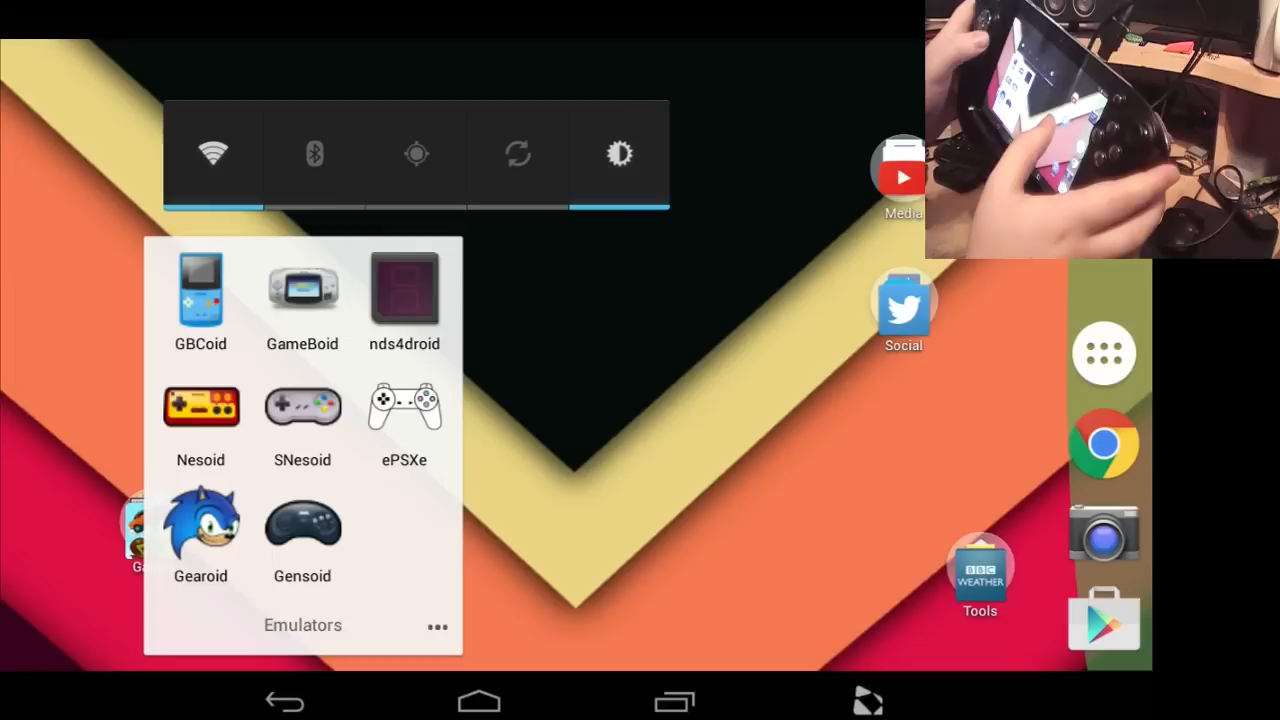 Media
GBCoid
GameBoid
nds4droid
Social
Nesoid
SNesoid
ePSXe
Gearoid
Gensoid
BBC
WEATHER
Tools
Emulators